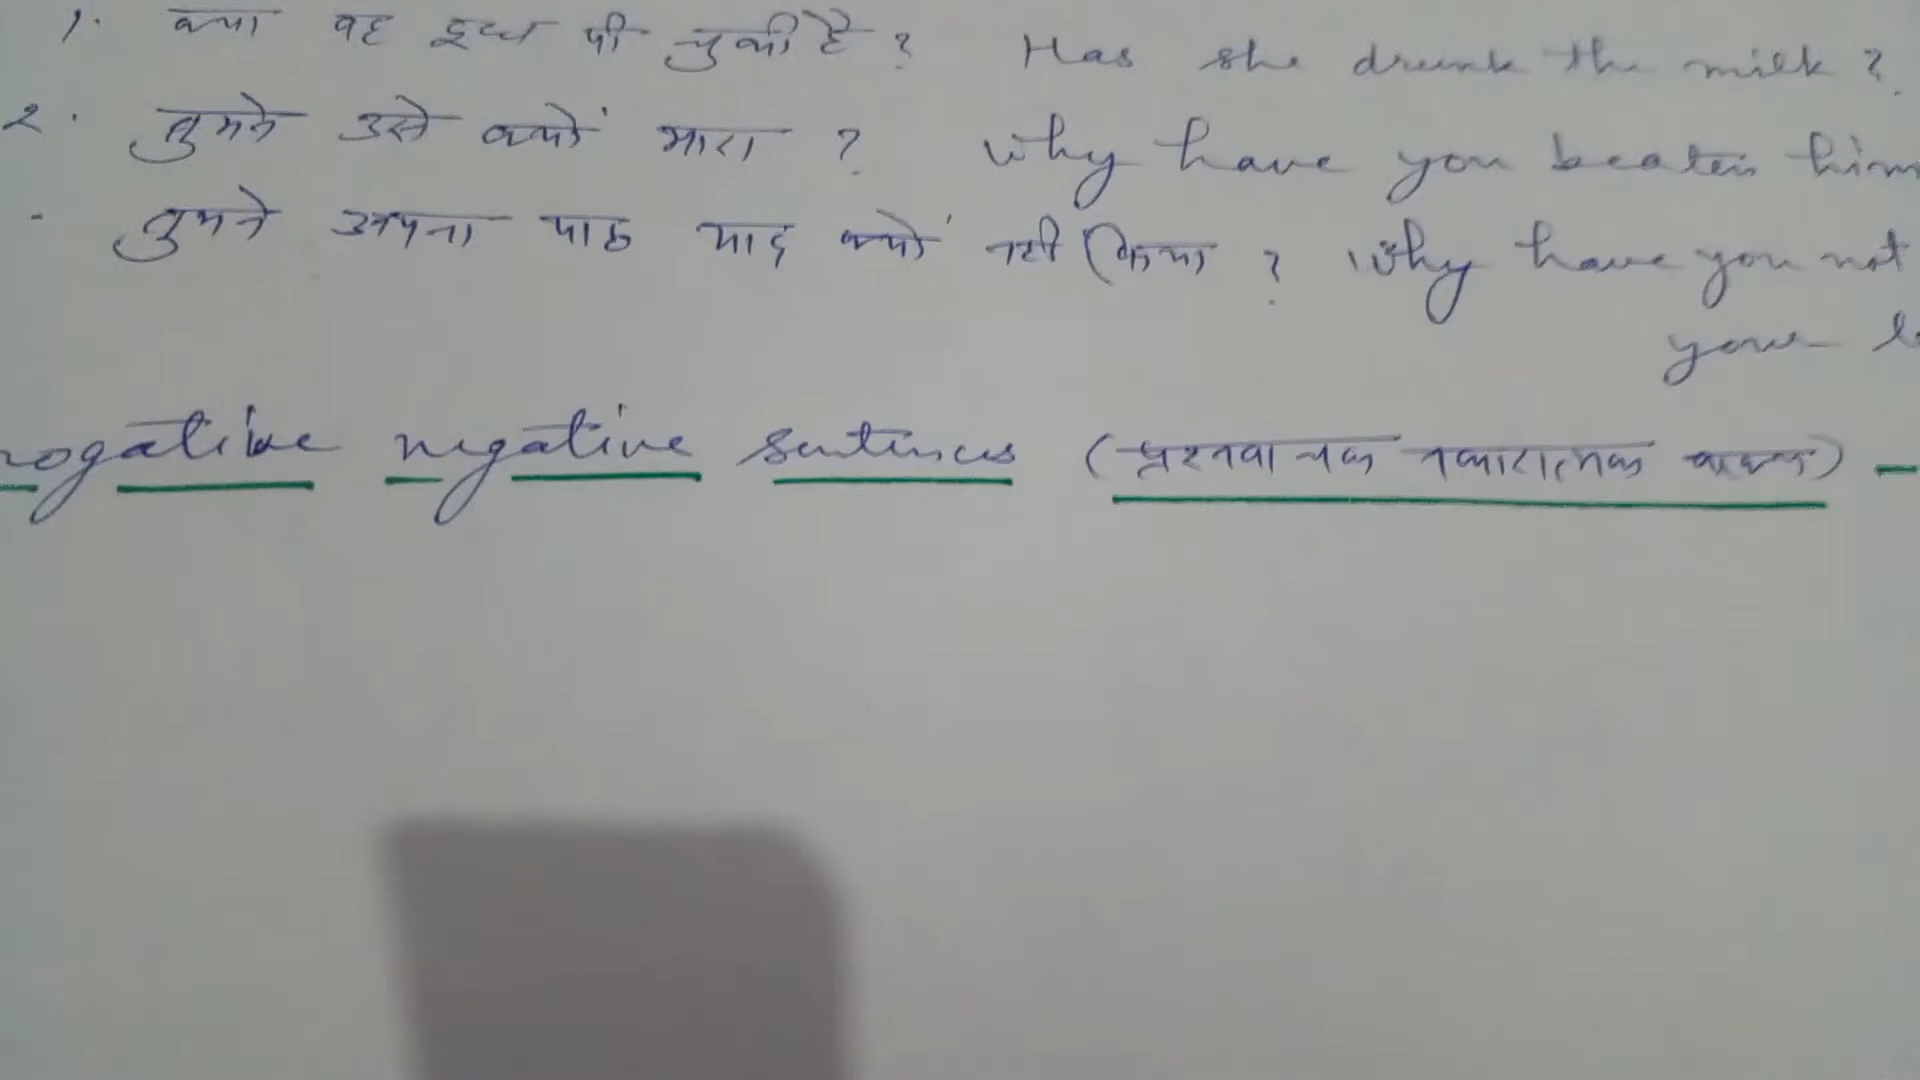 1. क्या वह दूध पी चुकी है ? Has she drunk the milk ?
2. तुमने उसे क्यों मारा ? Why have you beaten him
- तुमने अपना पाठ याद क्यों नही किया ? Why have you not
your
rogative negative sentences (प्रश्नवाचक नकारात्मक वाक्य) -